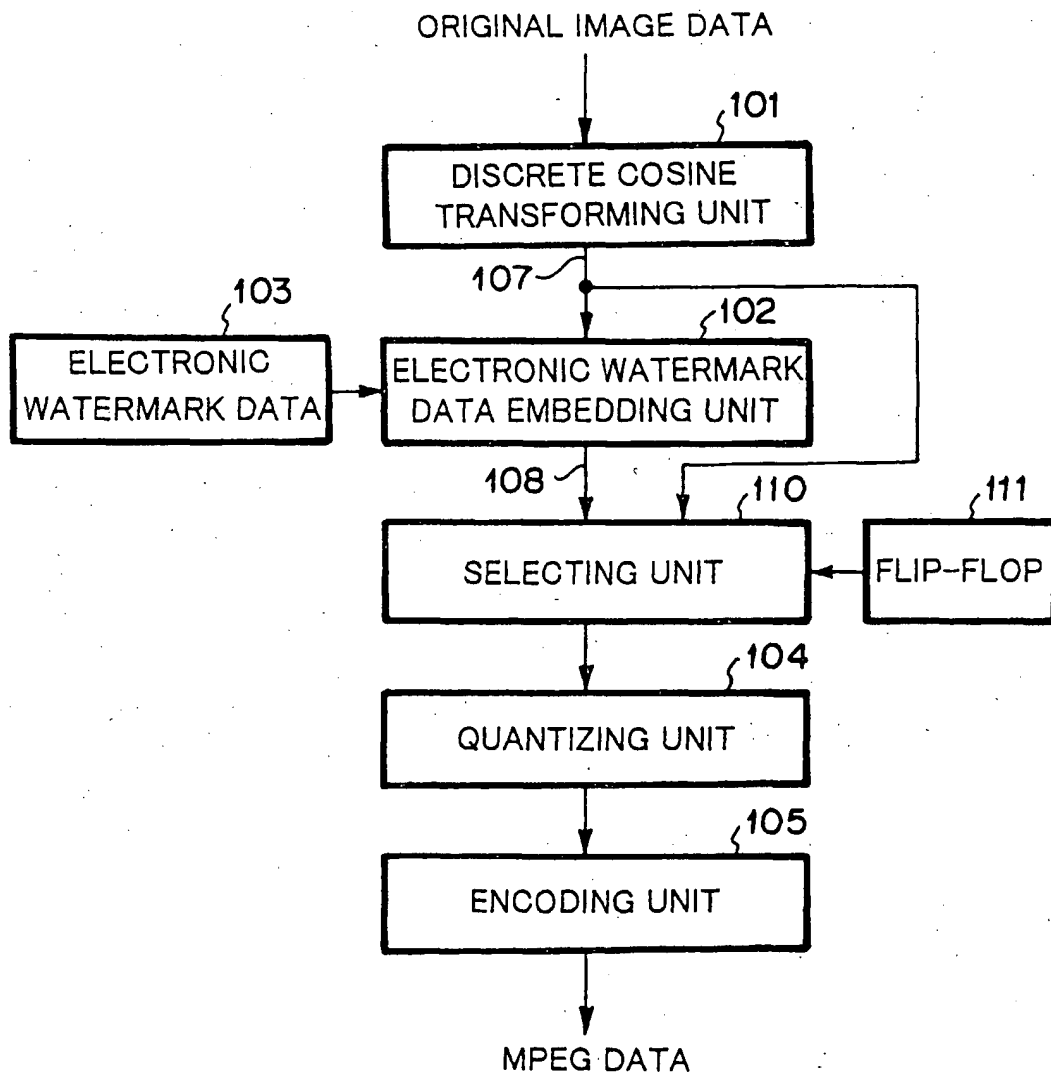 ORIGINAL IMAGE DATA
101
DISCRETE COSINE
TRANSFORMING UNIT
107
103
102
ELECTRONIC
WATERMARK DATA
ELECTRONIC WATERMARK
DATA EMBEDDING UNIT
108
110
111
SELECTING UNIT
FLIP-FLOP
104
QUANTIZING UNIT
105
ENCODING UNIT
MPEG DATA